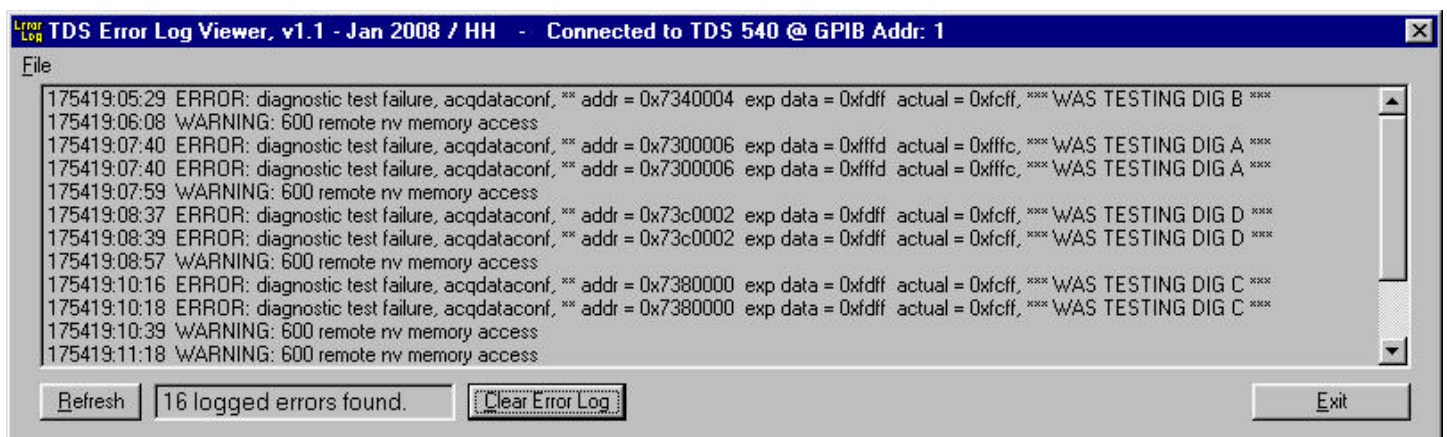 Error Log TDS Error Log Viewer, v1.1 - Jan 2008 / HH - Connected to TDS 540 @ GPIB Addr: 1
File
175419:05:29 ERROR: diagnostic test failure, acqdataconf, ** addr = 0x7340004 exp data = 0xfdff actual = 0xfcff, *** WAS TESTING DIG B ***
175419:06:08 WARNING: 600 remote nv memory access
175419:07:40 ERROR: diagnostic test failure, acqdataconf, ** addr = 0x7300006 exp data = 0xfffd actual = 0xfffc, *** WAS TESTING DIG A ***
175419:07:40 ERROR: diagnostic test failure, acqdataconf, ** addr = 0x7300006 exp data = 0xfffd actual = 0xfffc, *** WAS TESTING DIG A ***
175419:07:59 WARNING: 600 remote nv memory access
175419:08:37 ERROR: diagnostic test failure, acqdataconf, ** addr = 0x73c0002 exp data = 0xfdff actual = 0xfcff, *** WAS TESTING DIG D ***
175419:08:39 ERROR: diagnostic test failure, acqdataconf, ** addr = 0x73c0002 exp data = 0xfdff actual = 0xfcff, *** WAS TESTING DIG D ***
175419:08:57 WARNING: 600 remote nv memory access
175419:10:16 ERROR: diagnostic test failure, acqdataconf, ** addr = 0x7380000 exp data = 0xfdff actual = 0xfcff, *** WAS TESTING DIG C ***
175419:10:18 ERROR: diagnostic test failure, acqdataconf, ** addr = 0x7380000 exp data = 0xfdff actual = 0xfcff, *** WAS TESTING DIG C ***
175419:10:39 WARNING: 600 remote nv memory access
175419:11:18 WARNING: 600 remote nv memory access
Refresh 16 logged errors found. Clear Error Log Exit